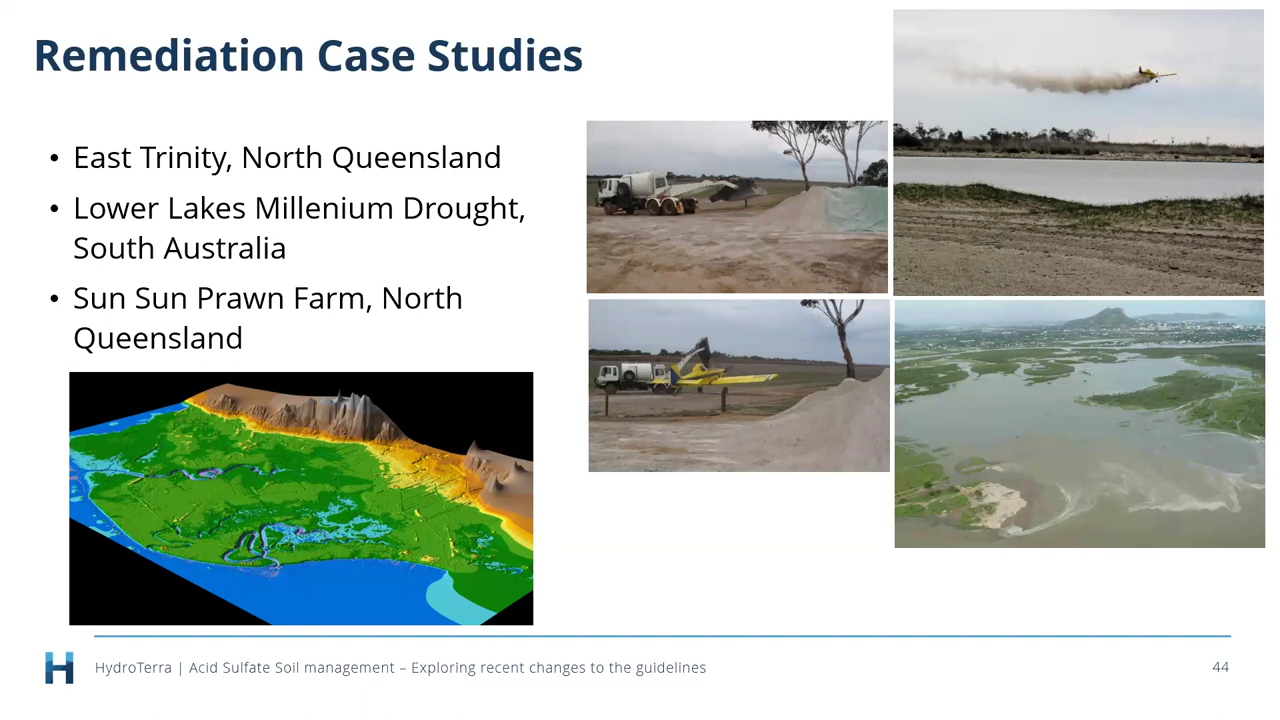 Remediation Case Studies
• East Trinity, North Queensland
• Lower Lakes Millenium Drought,
South Australia
• Sun Sun Prawn Farm, North
Queensland
HydroTerra | Acid Sulfate Soil management – Exploring recent changes to the guidelines
44